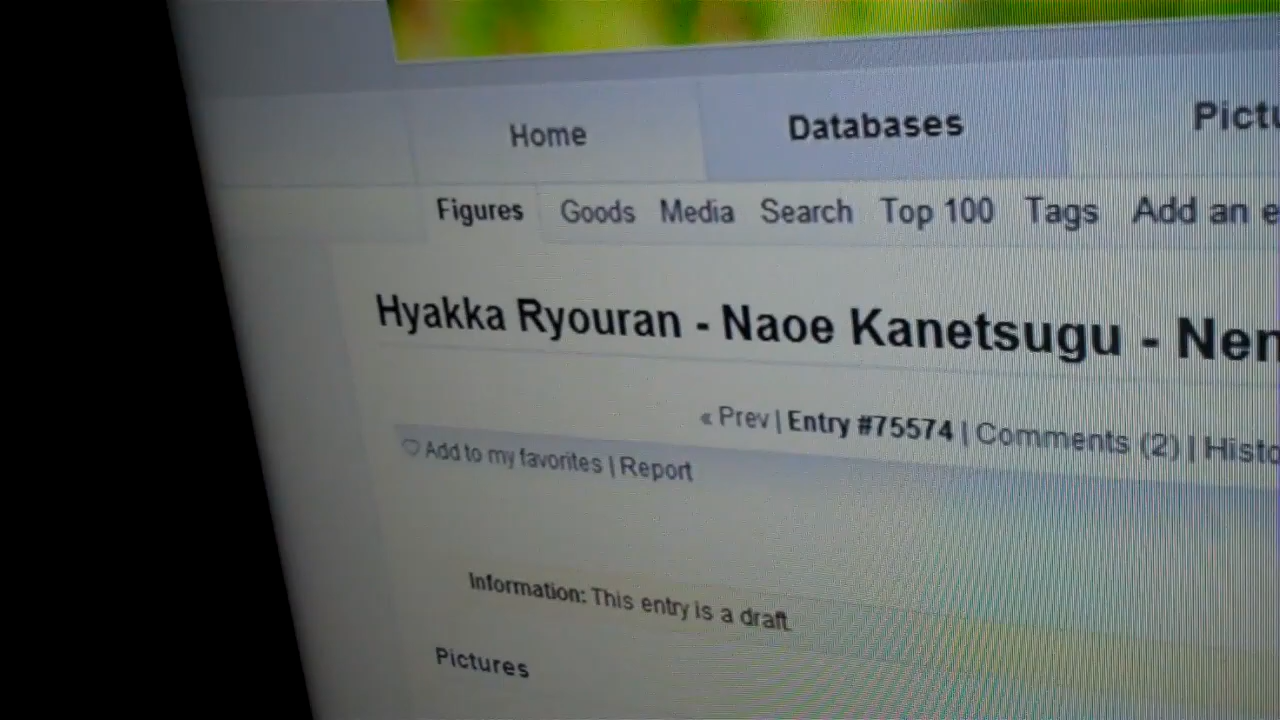 Home Databases
Figures Goods Media Search Top 100 Tags Add an e
Hyakka Ryouran - Naoe Kanetsugu - Nen
« Prev | Entry #75574 | Comments (2) | Histo
Add to my favorites | Report
Information: This entry is a draft.
Pictures